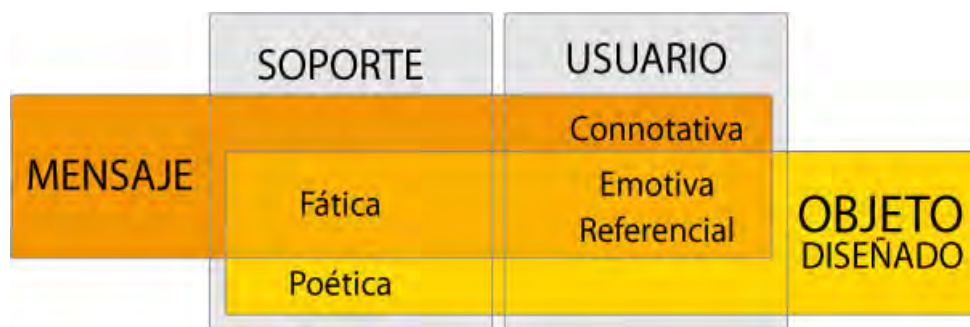 SOPORTE
USUARIO
MENSAJE
Connotativa
Fática
Emotiva
Referencial
Poética
OBJETO
DISEÑADO